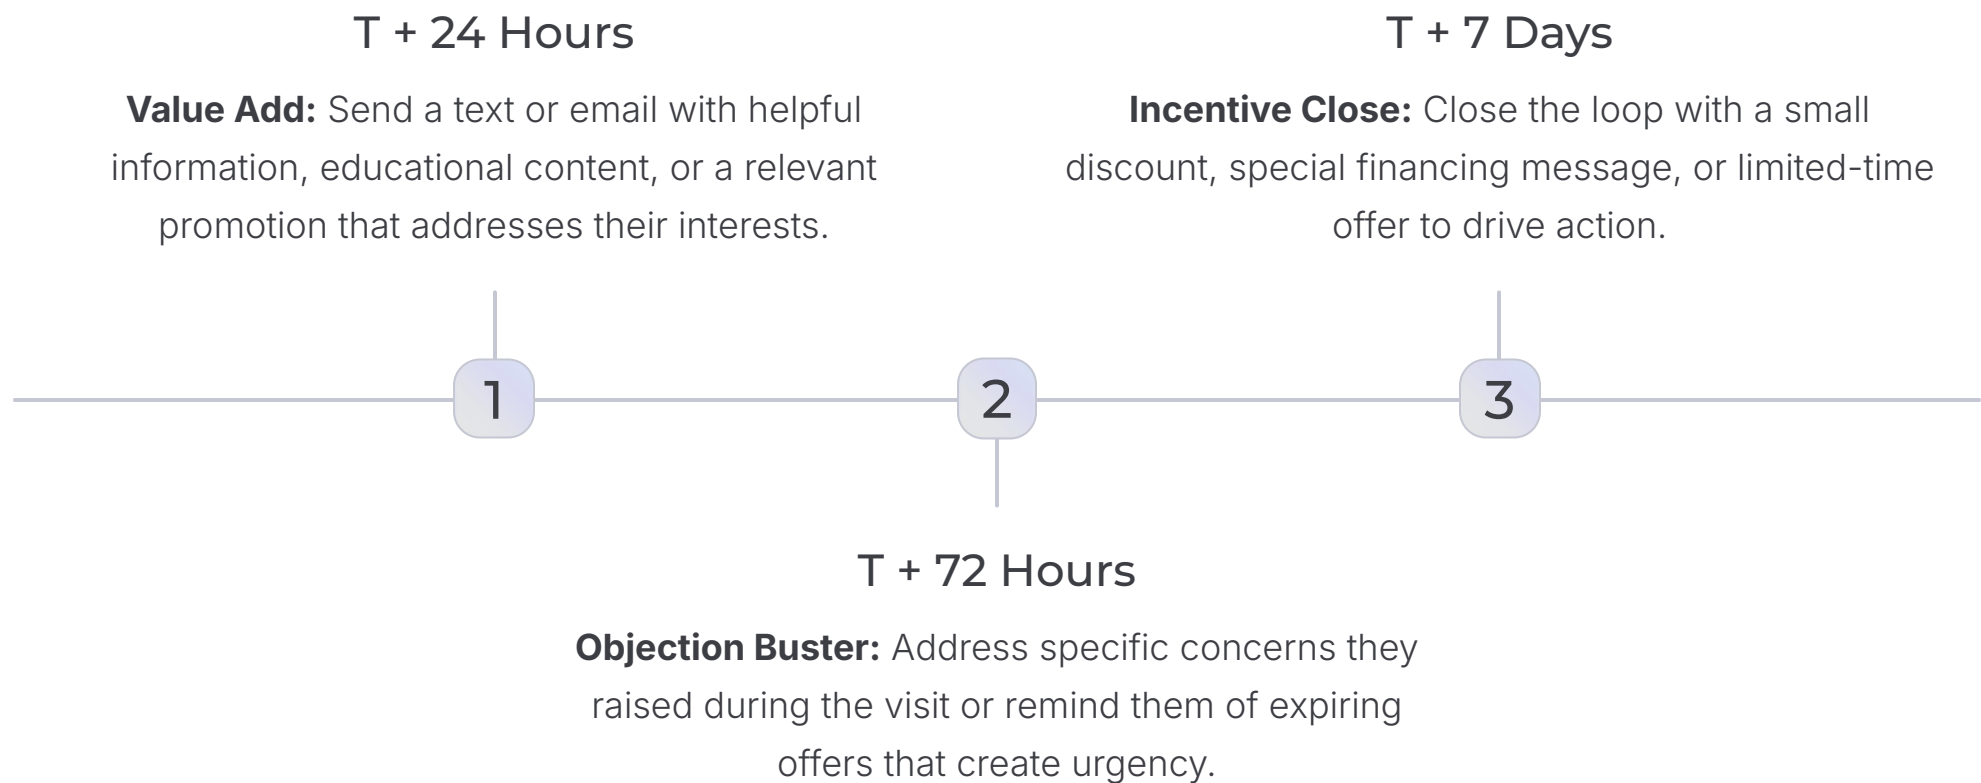 T + 24 Hours
Value Add: Send a text or email with helpful
information, educational content, or a relevant
promotion that addresses their interests.
T + 7 Days
Incentive Close: Close the loop with a small
discount, special financing message, or limited-time
offer to drive action.
1
2
3
T + 72 Hours
Objection Buster: Address specific concerns they
raised during the visit or remind them of expiring
offers that create urgency.